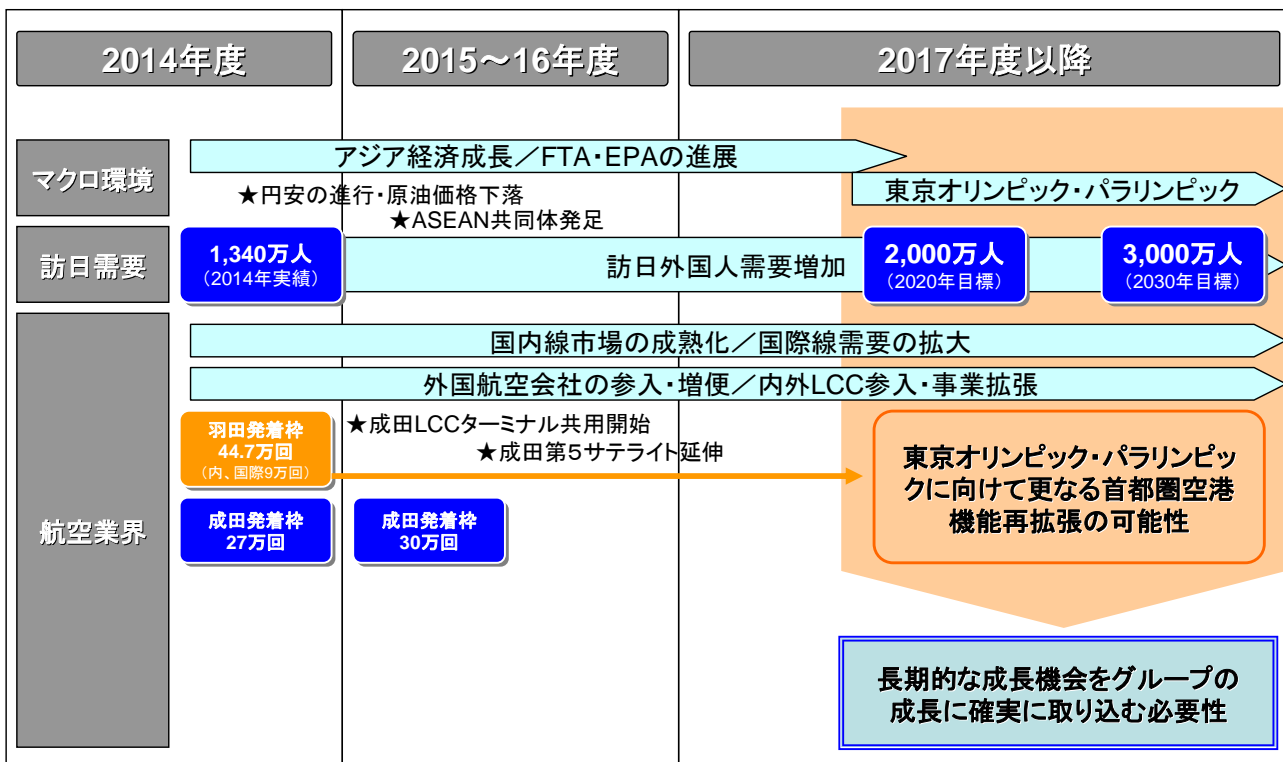 2014年度
2015～16年度
2017年度以降
マクロ環境
アジア経済成長／FTA・EPAの進展
★円安の進行・原油価格下落
★ASEAN共同体発足
東京オリンピック・パラリンピック
訪日需要
1,340万人
（2014年実績）
訪日外国人需要増加
2,000万人
（2020年目標）
3,000万人
（2030年目標）
航空業界
国内線市場の成熟化／国際線需要の拡大
外国航空会社の参入・増便／内外LCC参入・事業拡張
羽田発着枠
44.7万回
（内、国際9万回）
★成田LCCターミナル共用開始
★成田第５サテライト延伸
成田発着枠
27万回
成田発着枠
30万回
東京オリンピック・パラリンピッ
クに向けて更なる首都圏空港
機能再拡張の可能性
長期的な成長機会をグループの
成長に確実に取り込む必要性